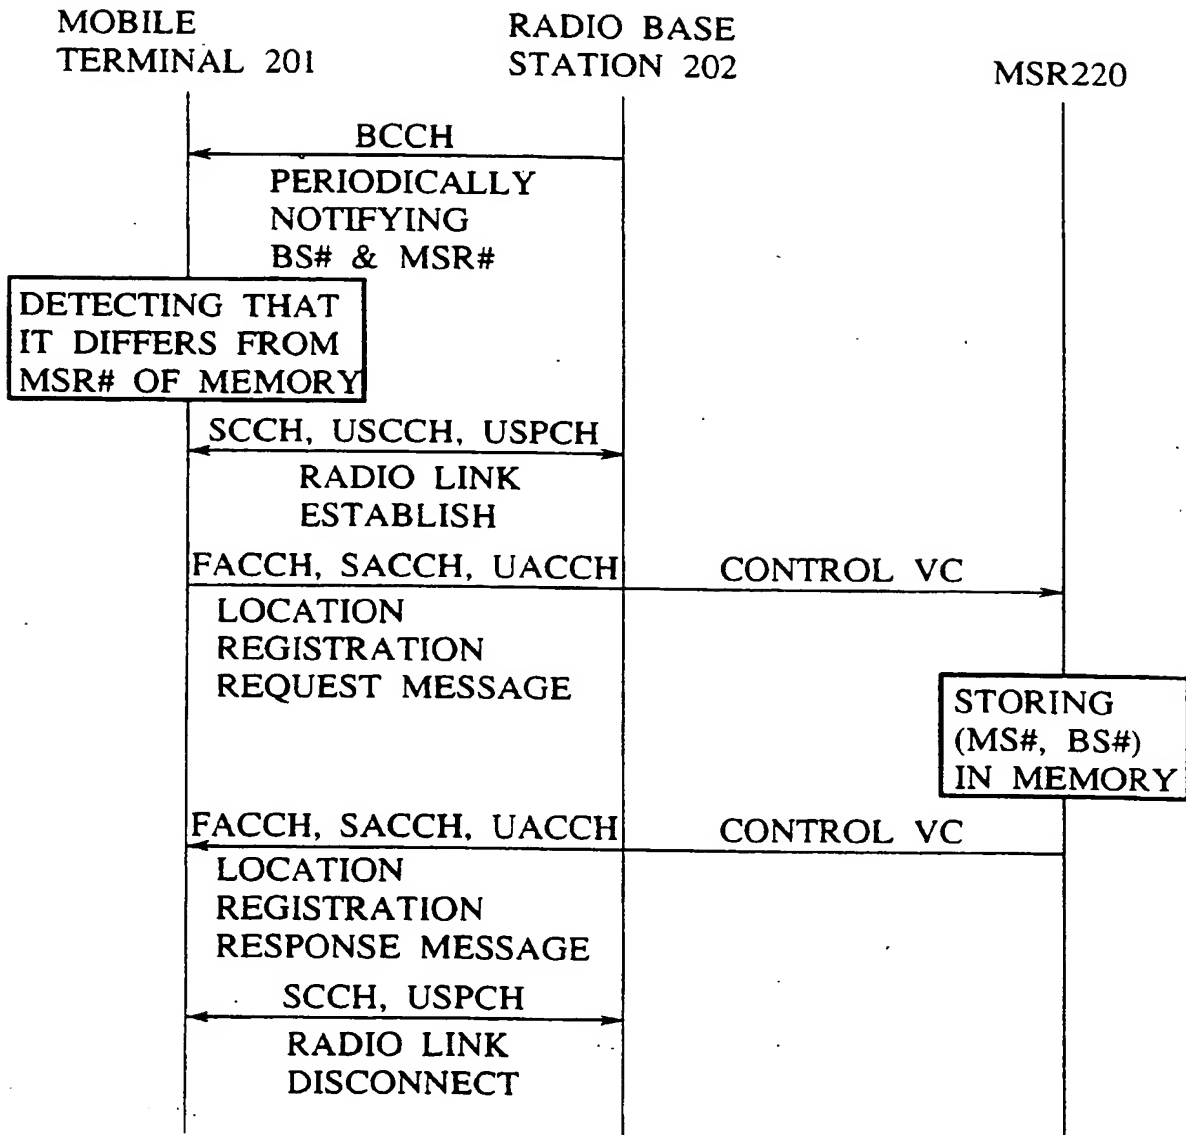 MOBILE
TERMINAL 201
RADIO BASE
STATION 202
MSR220
BCCH
PERIODICALLY
NOTIFYING
BS# & MSR#
DETECTING THAT
IT DIFFERS FROM
MSR# OF MEMORY
SCCH, USCCH, USPCH
RADIO LINK
ESTABLISH
FACCH, SACCH, UACCH
CONTROL VC
LOCATION
REGISTRATION
REQUEST MESSAGE
STORING
(MS#, BS#)
IN MEMORY
FACCH, SACCH, UACCH
CONTROL VC
LOCATION
REGISTRATION
RESPONSE MESSAGE
SCCH, USPCH
RADIO LINK
DISCONNECT